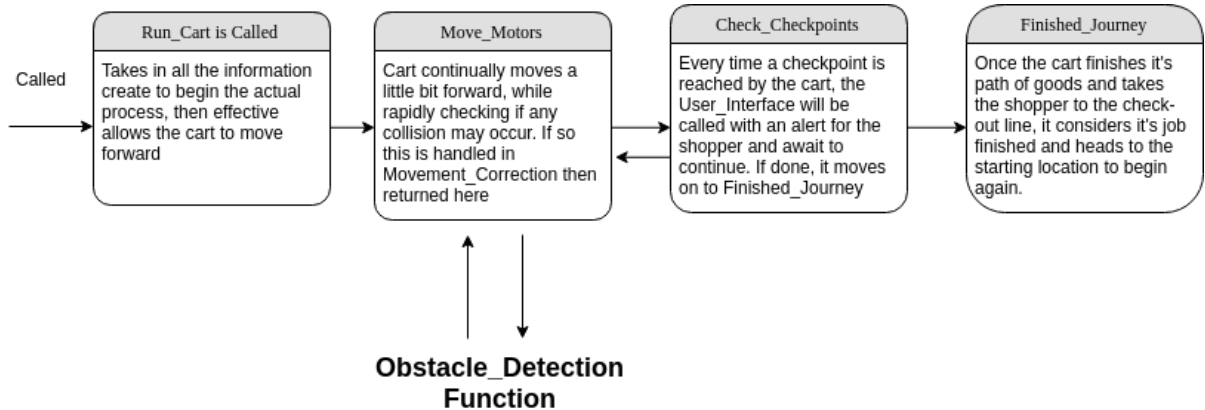 Called
Run_Cart is Called
Takes in all the information
create to begin the actual
process, then effective
allows the cart to move
forward
Move_Motors
Cart continually moves a
little bit forward, while
rapidly checking if any
collision may occur. If so
this is handled in
Movement_Correction then
returned here
Check_Checkpoints
Every time a checkpoint is
reached by the cart, the
User_Interface will be
called with an alert for the
shopper and await to
continue. If done, it moves
on to Finished_Journey
Finished_Journey
Once the cart finishes it's
path of goods and takes
the shopper to the check-
out line, it considers it's job
finished and heads to the
starting location to begin
again.
Obstacle_Detection
Function